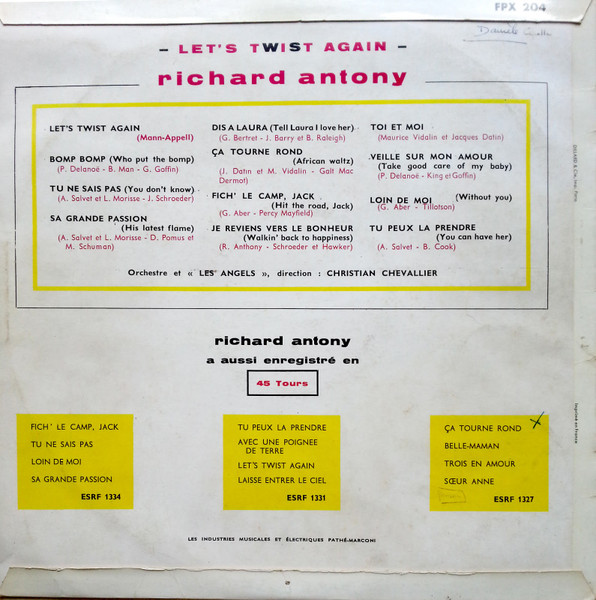 FPX 204
Daniele
- LET'S TWIST AGAIN -
richard antony
LET'S TWIST AGAIN
(Mann-Appell)
BOMP BOMP (Who put the bomp)
(P. Delanoë - B. Man - G. Goffin)
TU NE SAIS PAS (You don't know)
(A. Salvet et L. Morisse - J. Schroeder)
SA GRANDE PASSION
(His latest flame)
(A. Salvet et L. Morisse - D. Pomus et
M. Schuman)
DIS A LAURA (Tell Laura I love her)
(G. Bertret - J. Barry et B. Raleigh)
ÇA TOURNE ROND
(African waltz)
(J. Datin et M. Vidalin - Galt Mac
Dermot)
FICH' LE CAMP, JACK
(Hit the road, Jack)
(G. Aber - Percy Mayfield)
JE REVIENS VERS LE BONHEUR
(Walkin' back to happiness)
(R. Anthony - Schroeder et Hawker)
TOI ET MOI
(Maurice Vidalin et Jacques Datin)
VEILLE SUR MON AMOUR
(Take good care of my baby)
(P. Delanoë - King et Goffin)
LOIN DE MOI (Without you)
(G. Aber - Tillotson)
TU PEUX LA PRENDRE
(You can have her)
(A. Salvet - B. Cook)
Orchestre et « LES ANGELS », direction : CHRISTIAN CHEVALLIER
richard antony
a aussi enregistré en
45 Tours
FICH' LE CAMP, JACK
TU NE SAIS PAS
LOIN DE MOI
SA GRANDE PASSION
ESRF 1334
TU PEUX LA PRENDRE
AVEC UNE POIGNEE
DE TERRE
LET'S TWIST AGAIN
LAISSE ENTRER LE CIEL
ESRF 1331
ÇA TOURNE ROND
BELLE-MAMAN
TROIS EN AMOUR
SŒUR ANNE
ESRF 1327
LES INDUSTRIES MUSICALES ET ÉLECTRIQUES PATHÉ-MARCONI
Imprimé en France